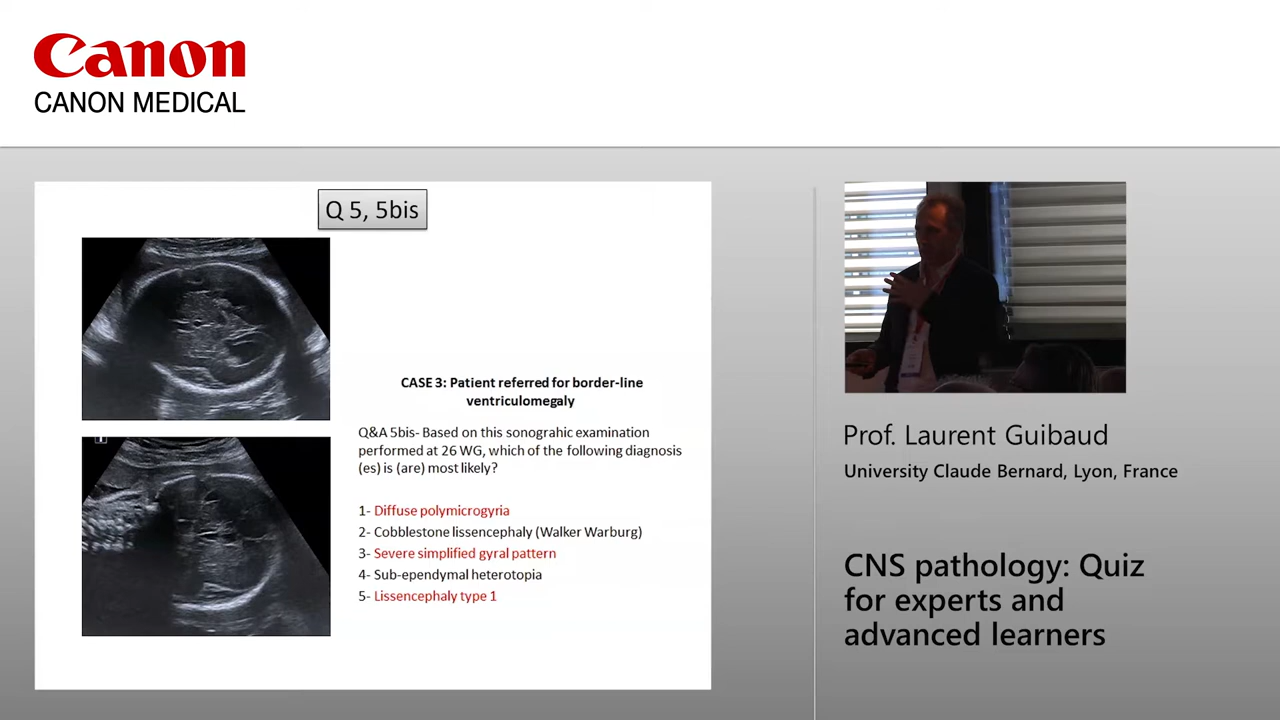 Canon
CANON MEDICAL
Q 5, 5bis
CASE 3: Patient referred for border-line
ventriculomegaly
Q&A 5bis- Based on this sonograhic examination
performed at 26 WG, which of the following diagnosis
(es) is (are) most likely?
1- Diffuse polymicrogyria
2- Cobblestone lissencephaly (Walker Warburg)
3- Severe simplified gyral pattern
4- Sub-ependymal heterotopia
5- Lissencephaly type 1
Prof. Laurent Guibaud
University Claude Bernard, Lyon, France
CNS pathology: Quiz
for experts and
advanced learners